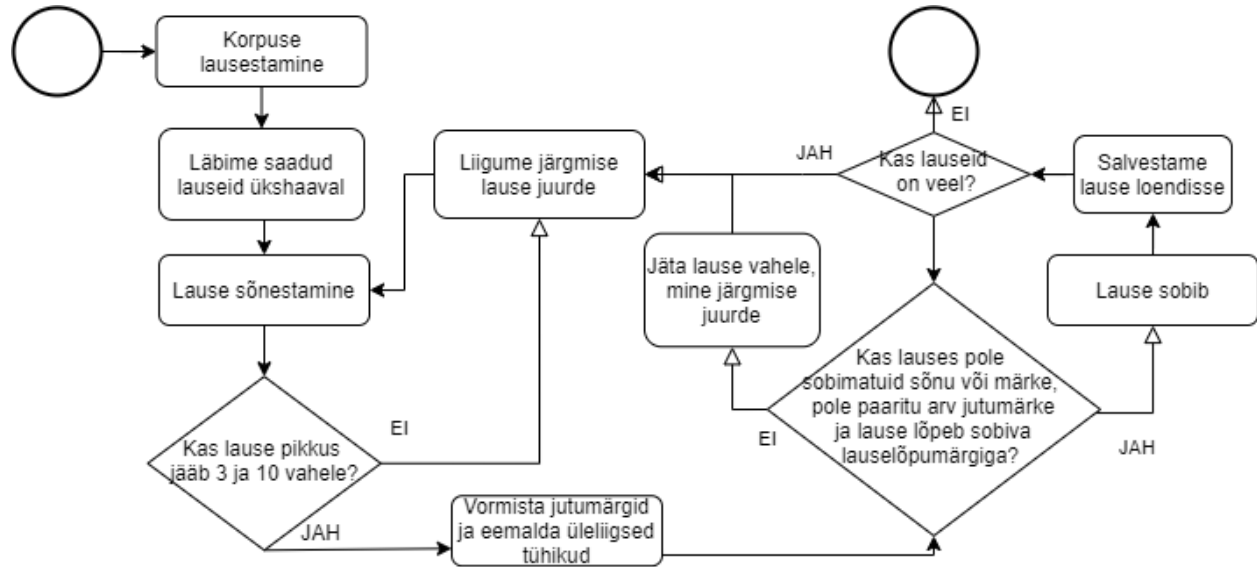 Korpuse
lausestamine
Läbime saadud
lauseid ükshaaval
Lause sõnestamine
Kas lause pikkus
jääb 3 ja 10 vahele?
EI
JAH
Liigume järgmise
lause juurde
Vormista jutumärgid
ja eemalda üleliigsed
tühikud
Kas lauses pole
sobimatuid sõnu või märke,
pole paaritu arv jutumärke
ja lause lõpeb sobiva
lauselõpumärgiga?
EI
JAH
Jäta lause vahele,
mine järgmise
juurde
Lause sobib
Salvestame
lause loendisse
Kas lauseid
on veel?
JAH
EI